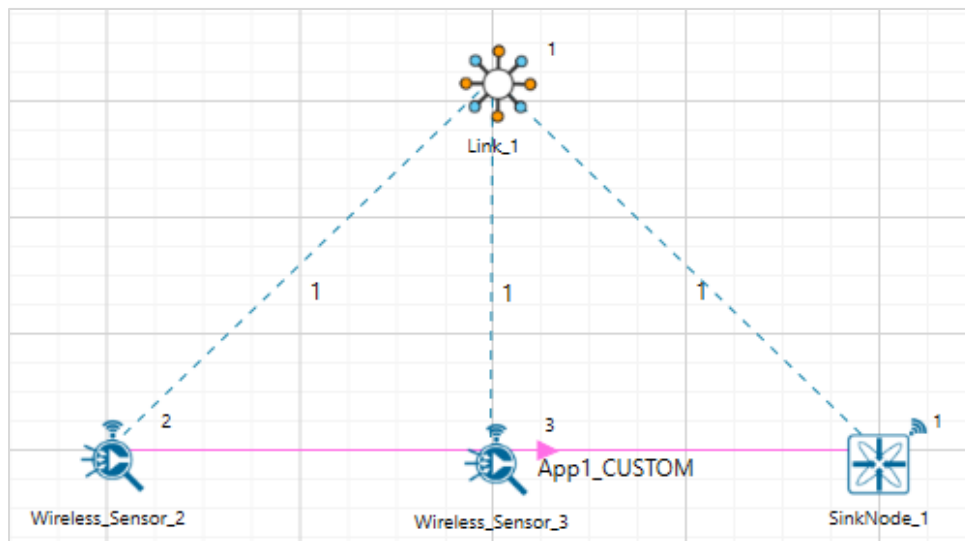 1
Link_1
1
1
1
2
3
1
App1_CUSTOM
Wireless_Sensor_2
Wireless_Sensor_3
SinkNode_1